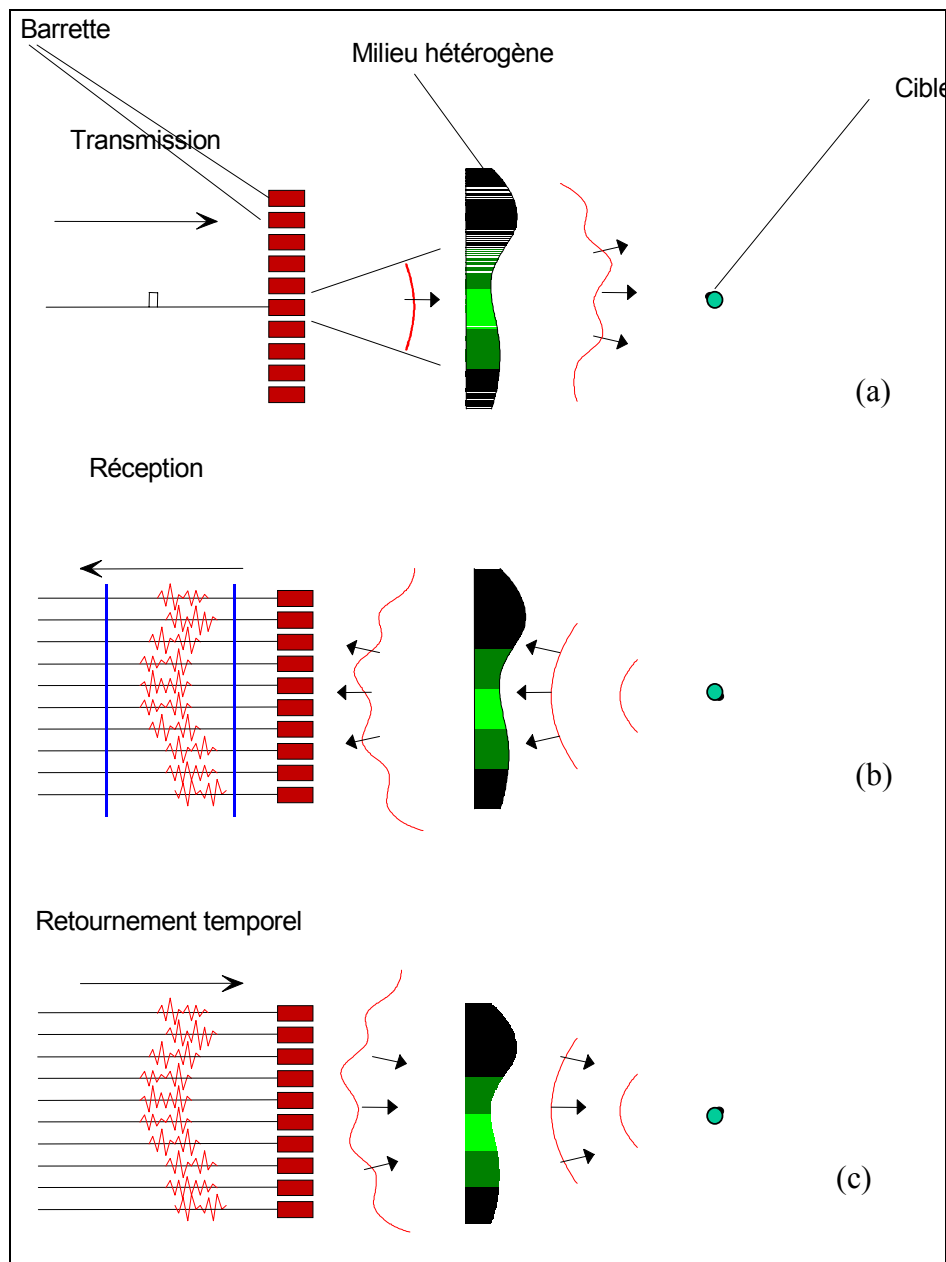 Barrette
Milieu hétérogène
Cible
Transmission
(a)
Réception
(b)
Retournement temporel
(c)